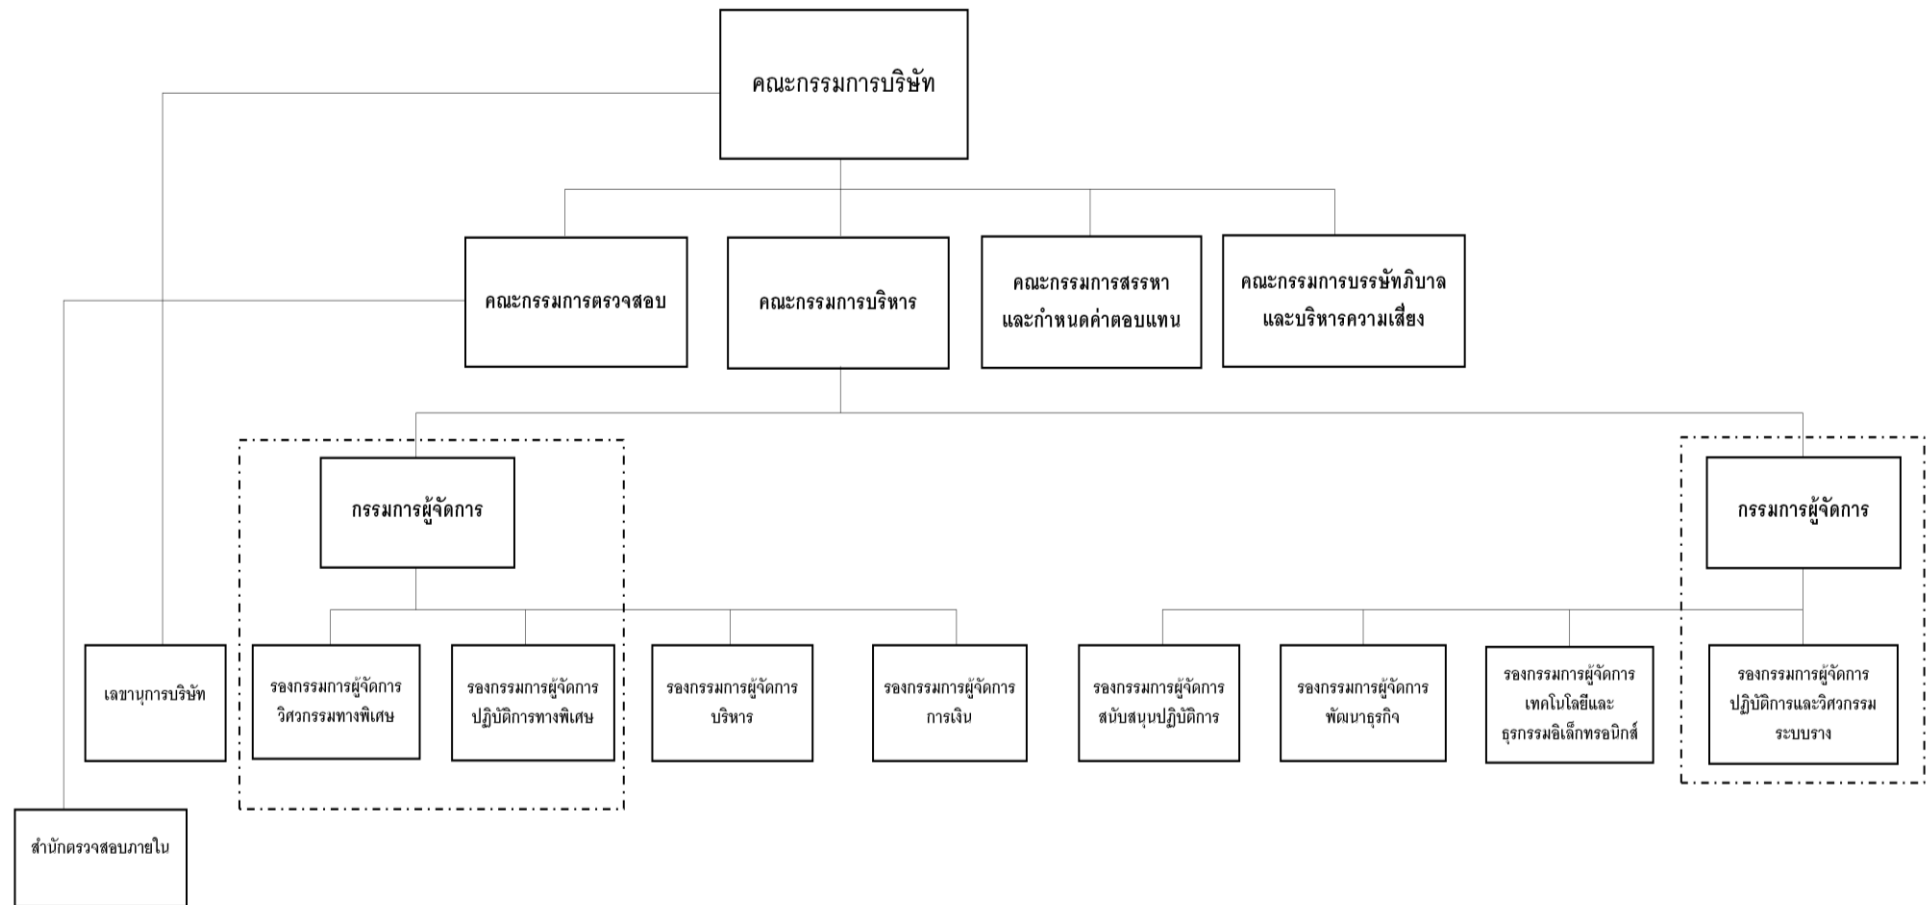 คณะกรรมการบริษัท
คณะกรรมการตรวจสอบ
คณะกรรมการบริหาร
คณะกรรมการสรรหา
และกำหนดค่าตอบแทน
คณะกรรมการบรรษัทภิบาล
และบริหารความเสี่ยง
กรรมการผู้จัดการ
กรรมการผู้จัดการ
เลขานุการบริษัท
รองกรรมการผู้จัดการ
วิศวกรรมทางพิเศษ
รองกรรมการผู้จัดการ
ปฏิบัติการทางพิเศษ
รองกรรมการผู้จัดการ
บริหาร
รองกรรมการผู้จัดการ
การเงิน
รองกรรมการผู้จัดการ
สนับสนุนปฏิบัติการ
รองกรรมการผู้จัดการ
พัฒนาธุรกิจ
รองกรรมการผู้จัดการ
เทคโนโลยีและ
ธุรกรรมอิเล็กทรอนิกส์
รองกรรมการผู้จัดการ
ปฏิบัติการและวิศวกรรม
ระบบราง
สำนักตรวจสอบภายใน